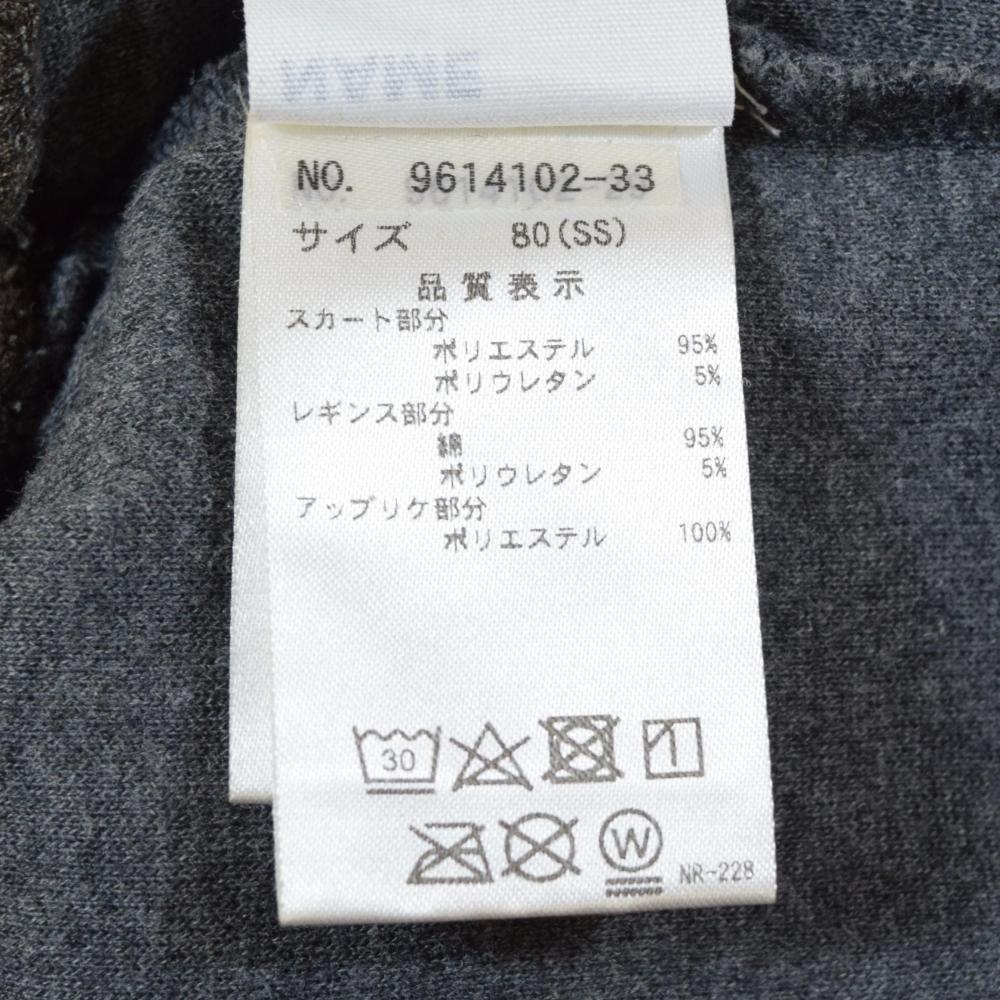 NAME
NO. 9614102-33
サイズ 80(SS)
品質表示
スカート部分
ポリエステル 95%
ポリウレタン 5%
レギンス部分
綿 95%
ポリウレタン 5%
アップリケ部分
ポリエステル 100%
30
W
NR-228